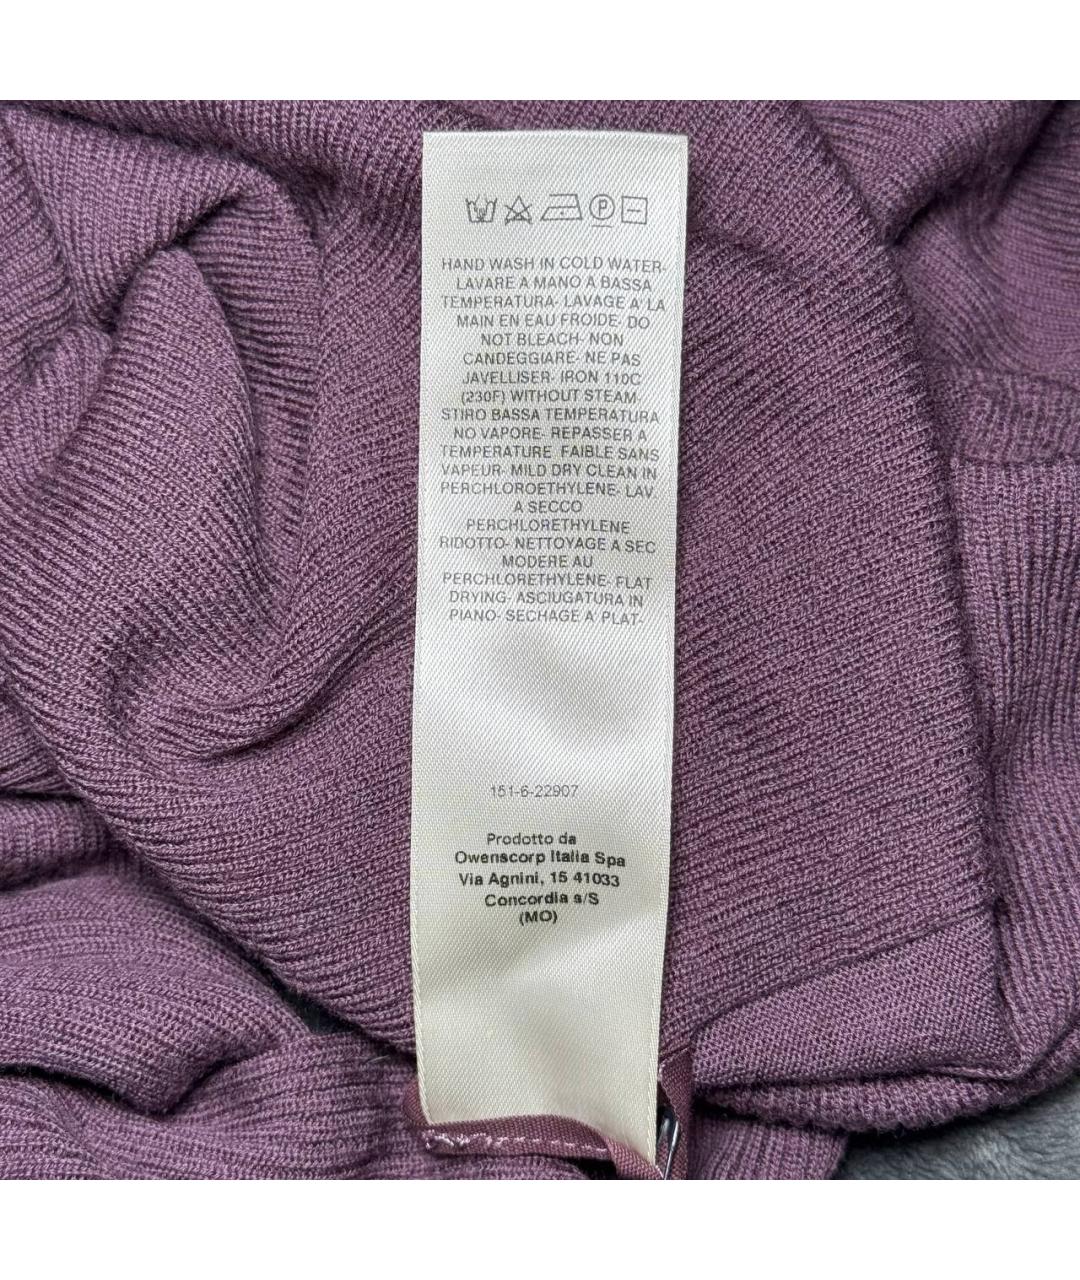 P
HAND WASH IN COLD WATER-
LAVARE A MANO A BASSA
TEMPERATURA- LAVAGE A' LA
MAIN EN EAU FROIDE- DO
NOT BLEACH- NON
CANDEGGIARE- NE PAS
JAVELLISER- IRON 110C
(230F) WITHOUT STEAM-
STIRO BASSA TEMPERATURA
NO VAPORE- REPASSER A
TEMPERATURE FAIBLE SANS
VAPEUR- MILD DRY CLEAN IN
PERCHLOROETHYLENE- LAV.
A SECCO
PERCHLORETHYLENE
RIDOTTO- NETTOYAGE A SEC
MODERE AU
PERCHLORETHYLENE- FLAT
DRYING- ASCIUGATURA IN
PIANO- SECHAGE A' PLAT-
151-6-22907
Prodotto da
Owenscorp Italia Spa
Via Agnini, 15 41033
Concordia s/S
(MO)